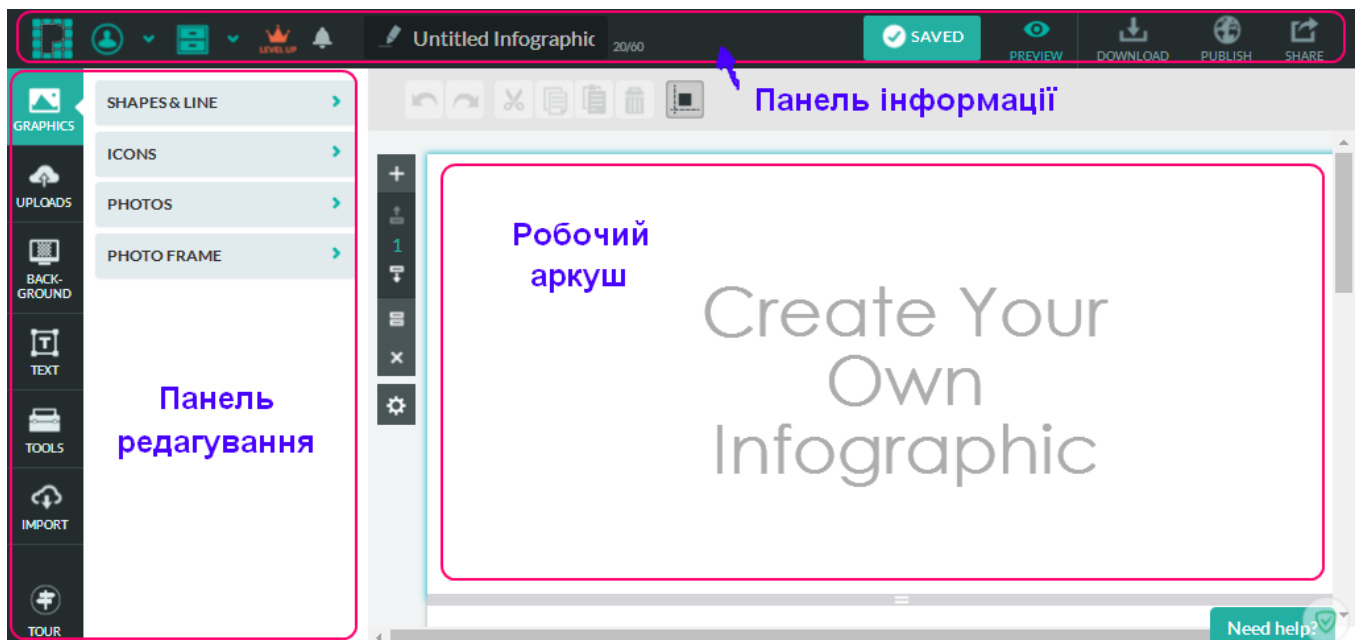 LEVEL UP
Untitled Infographic 20/60
SAVED
PREVIEW
DOWNLOAD
PUBLISH
SHARE
Панель інформації
GRAPHICS
UPLOADS
BACK-
GROUND
TEXT
TOOLS
IMPORT
TOUR
SHAPES & LINE
ICONS
PHOTOS
PHOTO FRAME
Панель
редагування
1
Робочий
аркуш
Create Your
Own
Infographic
Need help?